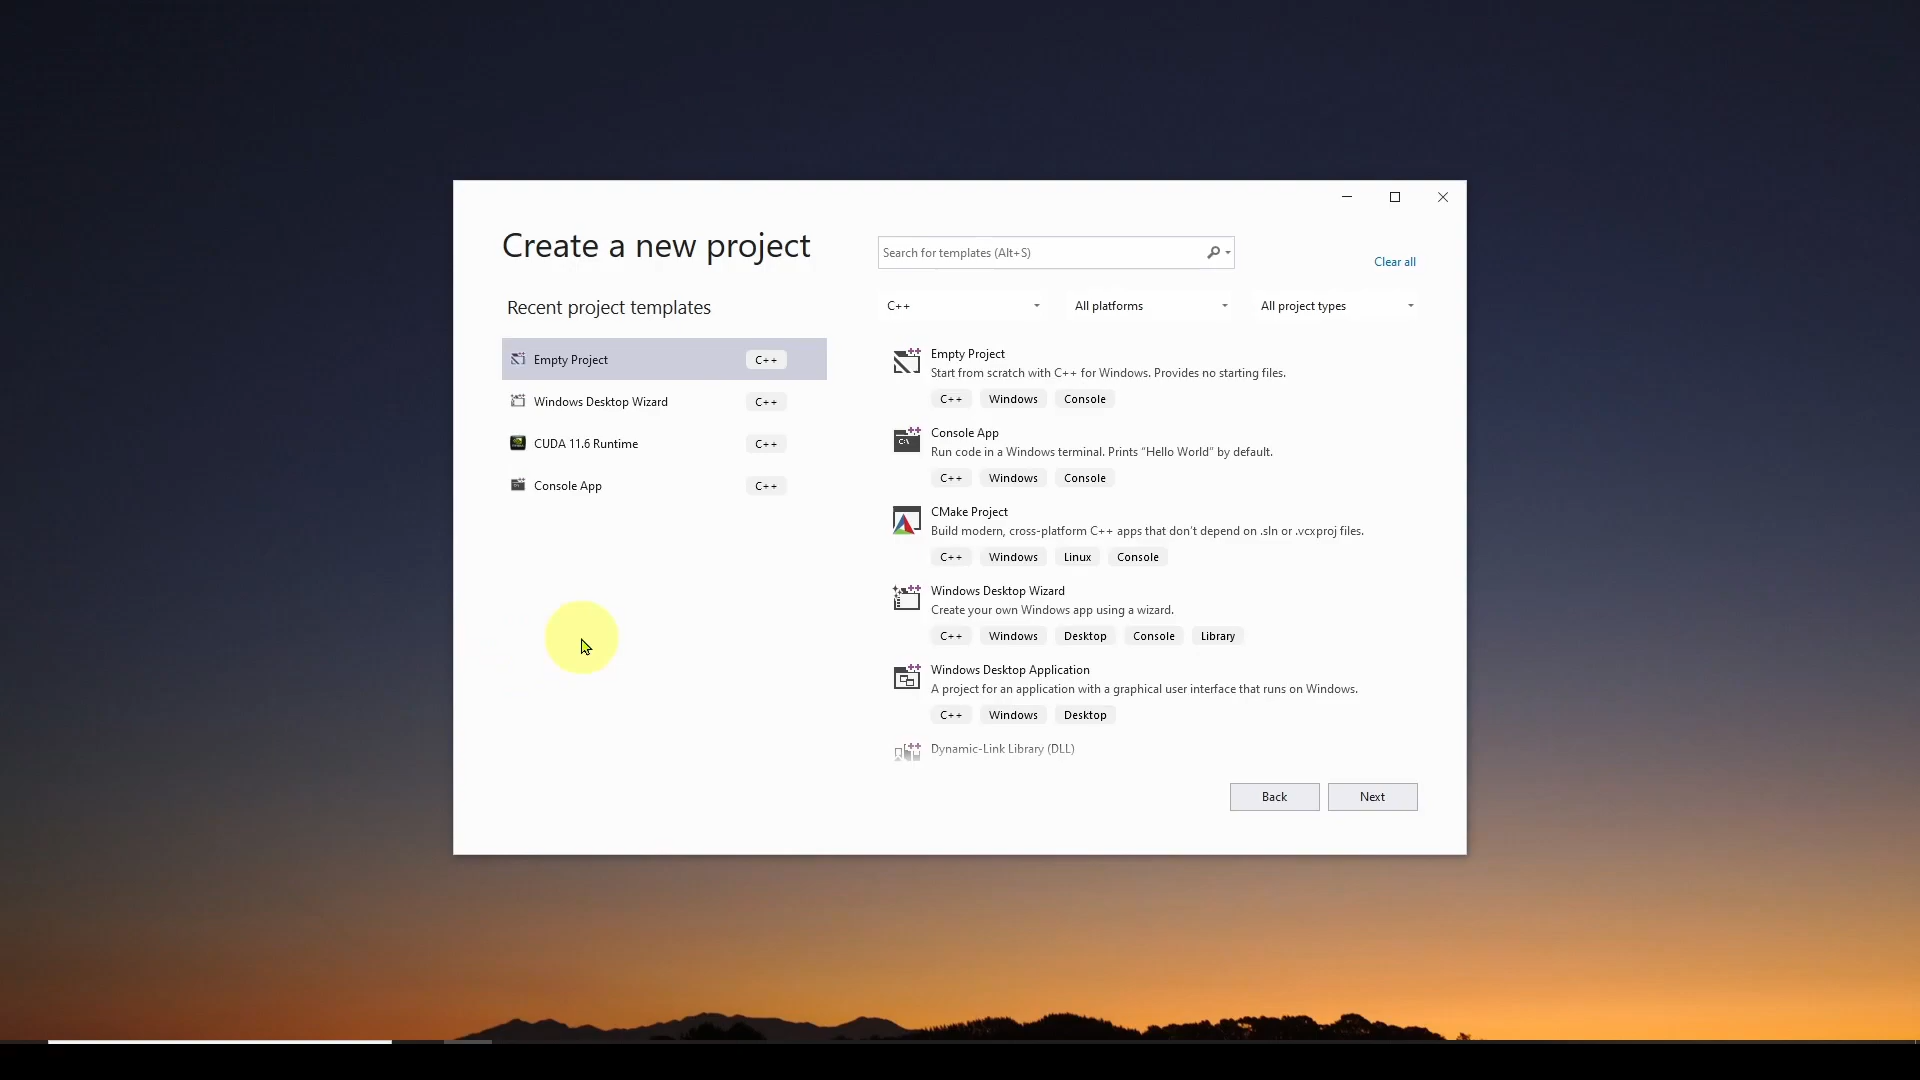 Create a new project
Search for templates (Alt+S)
Clear all
Recent project templates
C++
All platforms
All project types
Empty Project C++
Windows Desktop Wizard C++
CUDA 11.6 Runtime C++
Console App C++
Empty Project
Start from scratch with C++ for Windows. Provides no starting files.
C++ Windows Console
Console App
Run code in a Windows terminal. Prints "Hello World" by default.
C++ Windows Console
CMake Project
Build modern, cross-platform C++ apps that don't depend on .sln or .vcxproj files.
C++ Windows Linux Console
Windows Desktop Wizard
Create your own Windows app using a wizard.
C++ Windows Desktop Console Library
Windows Desktop Application
A project for an application with a graphical user interface that runs on Windows.
C++ Windows Desktop
Dynamic-Link Library (DLL)
Back
Next